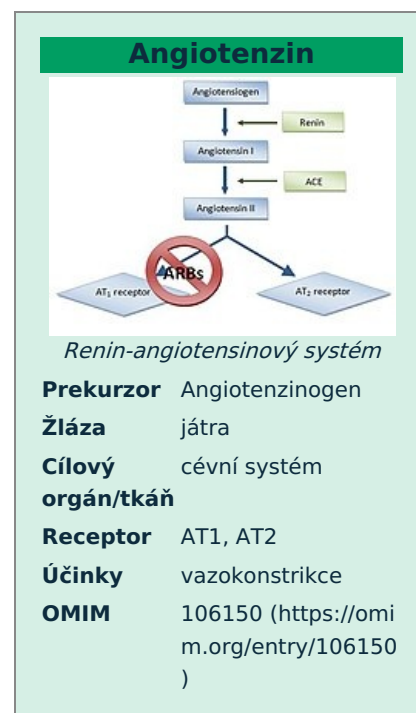 Angiotenzin
Angiotensiogen
Renin
Angiotensin I
ACE
Angiotensin II
ARBs
AT₁ receptor
AT₂ receptor
Renin-angiotensinový systém
Prekurzor Angiotenzinogen
Žláza játra
Cílový cévní systém
orgán/tkáň
Receptor AT1, AT2
Účinky vazokonstrikce
OMIM 106150 (https://omi
m.org/entry/106150
)